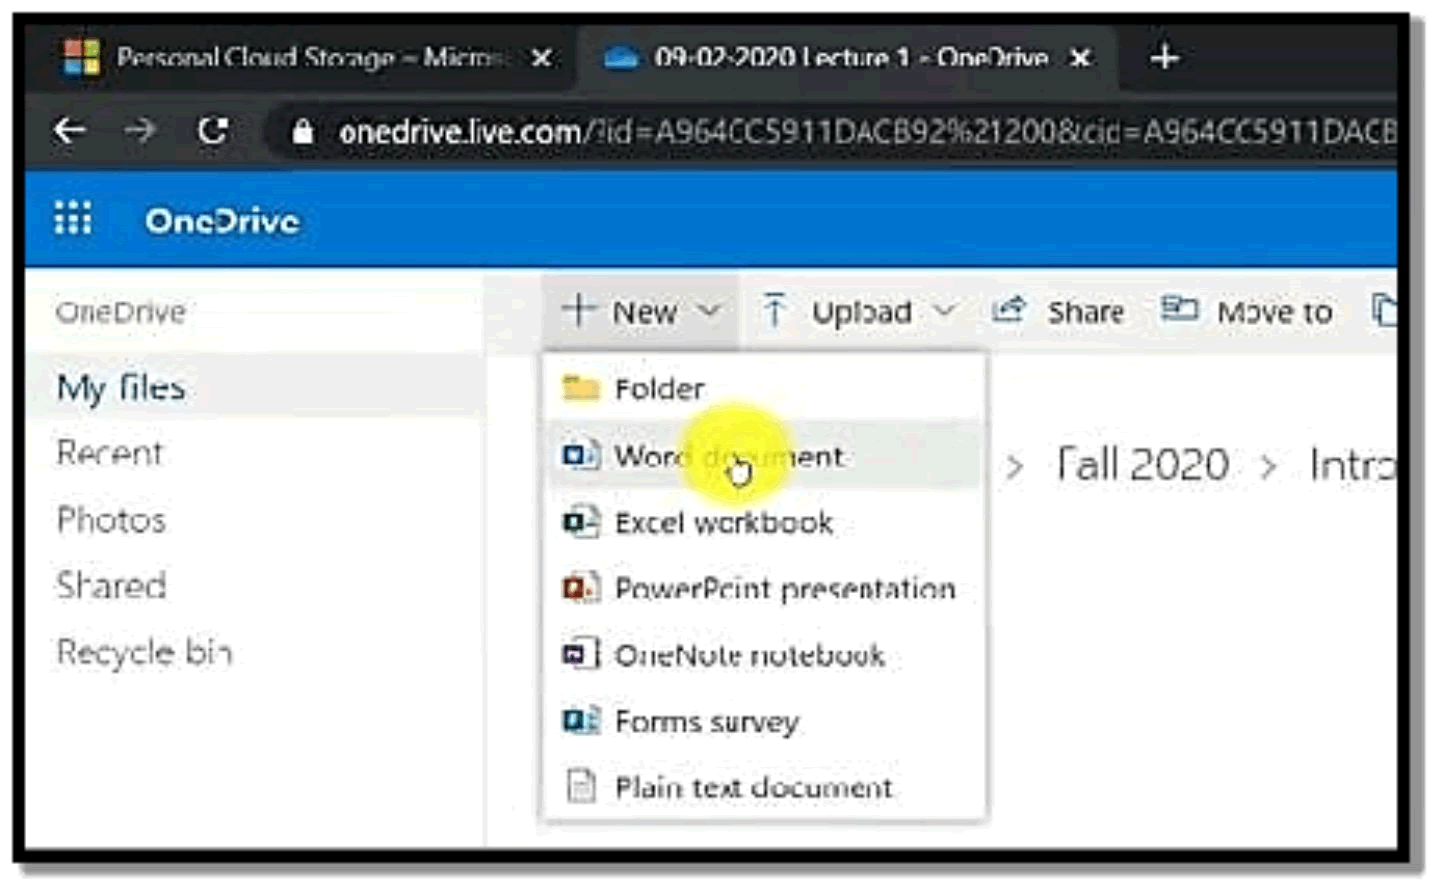 Personal Cloud Storage – Micros
09-02-2020 Lecture 1 - OneDrive
onedrive.live.com/?id=A964CC5911DACB92%21200&cid=A964CC5911DACB
OneDrive
OneDrive
My files
Recent
Photos
Shared
Recycle bin
New
Upload
Share
Move to
Folder
Word document
Excel workbook
PowerPoint presentation
OneNote notebook
Forms survey
Plain text document
> Fall 2020 > Intro